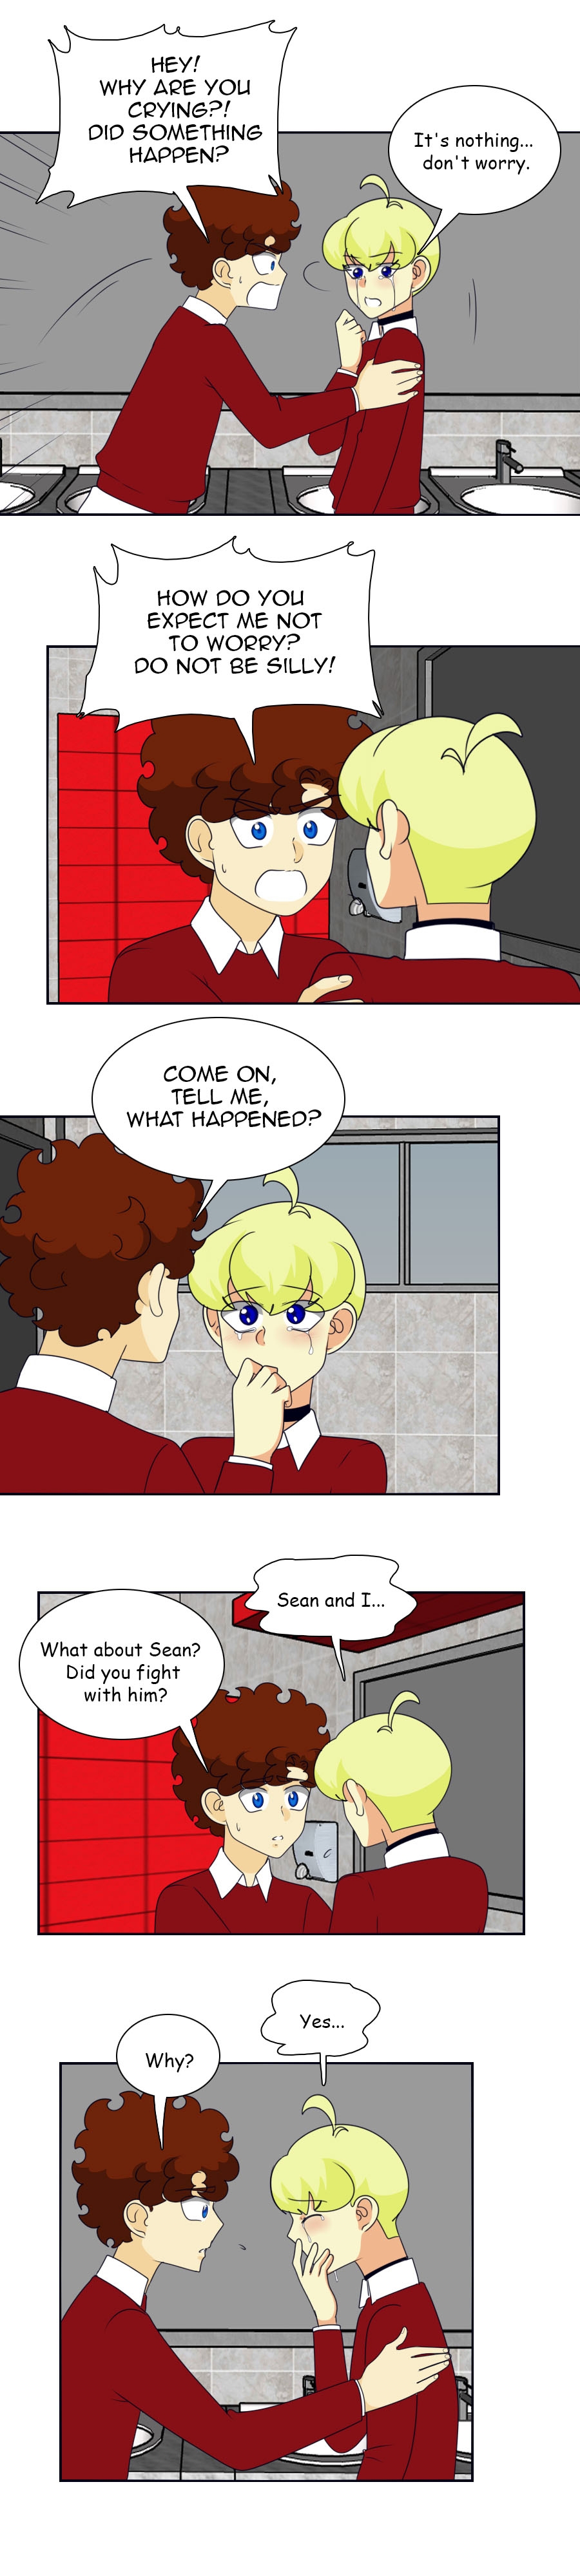 HEY!
WHY ARE YOU
CRYING?!
DID SOMETHING
HAPPEN?
It's nothing...
don't worry.
HOW DO YOU
EXPECT ME NOT
TO WORRY?
DO NOT BE SILLY!
COME ON,
TELL ME,
WHAT HAPPENED?
Sean and I...
What about Sean?
Did you fight
with him?
Yes...
Why?